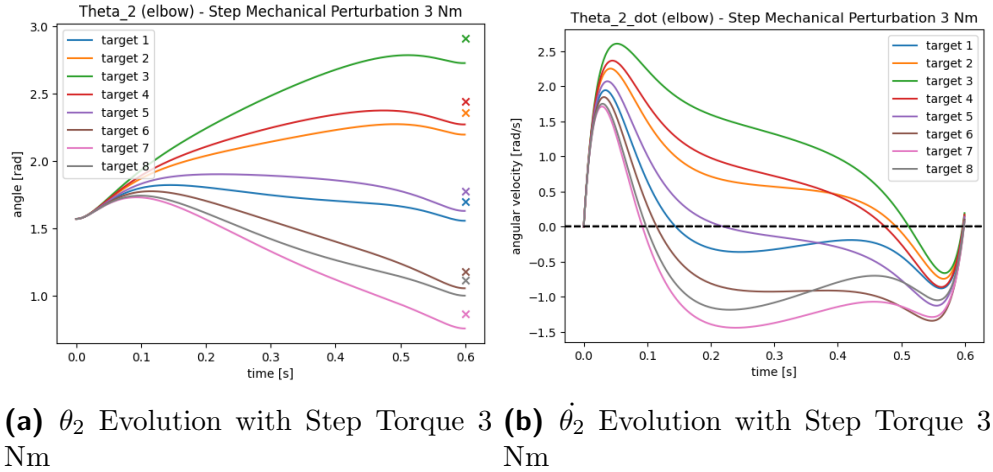 Theta_2 (elbow) - Step Mechanical Perturbation 3 Nm
3.0
2.5
2.0
1.5
1.0
angle [rad]
target 1
target 2
target 3
target 4
target 5
target 6
target 7
target 8
0.0 0.1 0.2 0.3 0.4 0.5 0.6
time [s]
Theta_2_dot (elbow) - Step Mechanical Perturbation 3 Nm
2.5
2.0
1.5
1.0
0.5
0.0
−0.5
−1.0
−1.5
angular velocity [rad/s]
target 1
target 2
target 3
target 4
target 5
target 6
target 7
target 8
0.0 0.1 0.2 0.3 0.4 0.5 0.6
time [s]
(a) θ₂ Evolution with Step Torque 3
Nm
(b) θ̇₂ Evolution with Step Torque 3
Nm